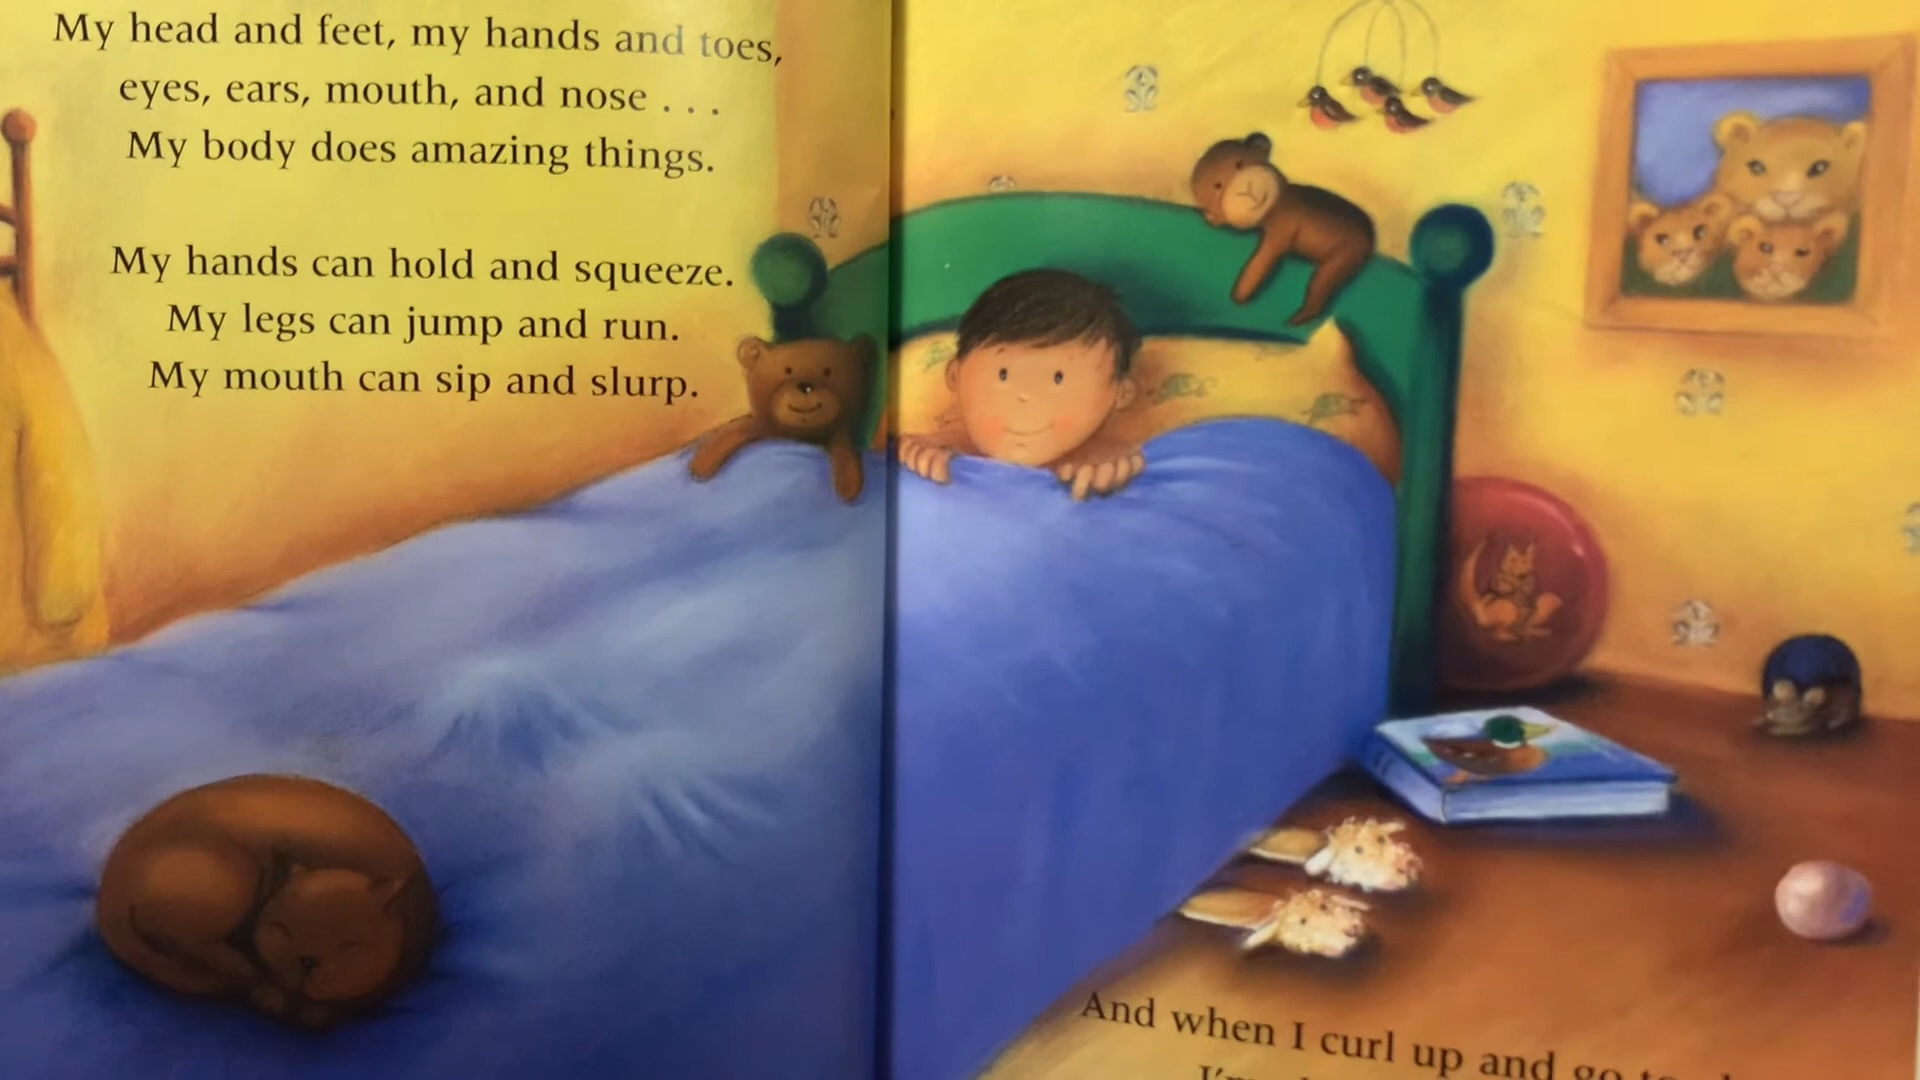 My head and feet, my hands and toes,
eyes, ears, mouth, and nose . . .
My body does amazing things.
My hands can hold and squeeze.
My legs can jump and run.
My mouth can sip and slurp.
And when I curl up and go to
I'm